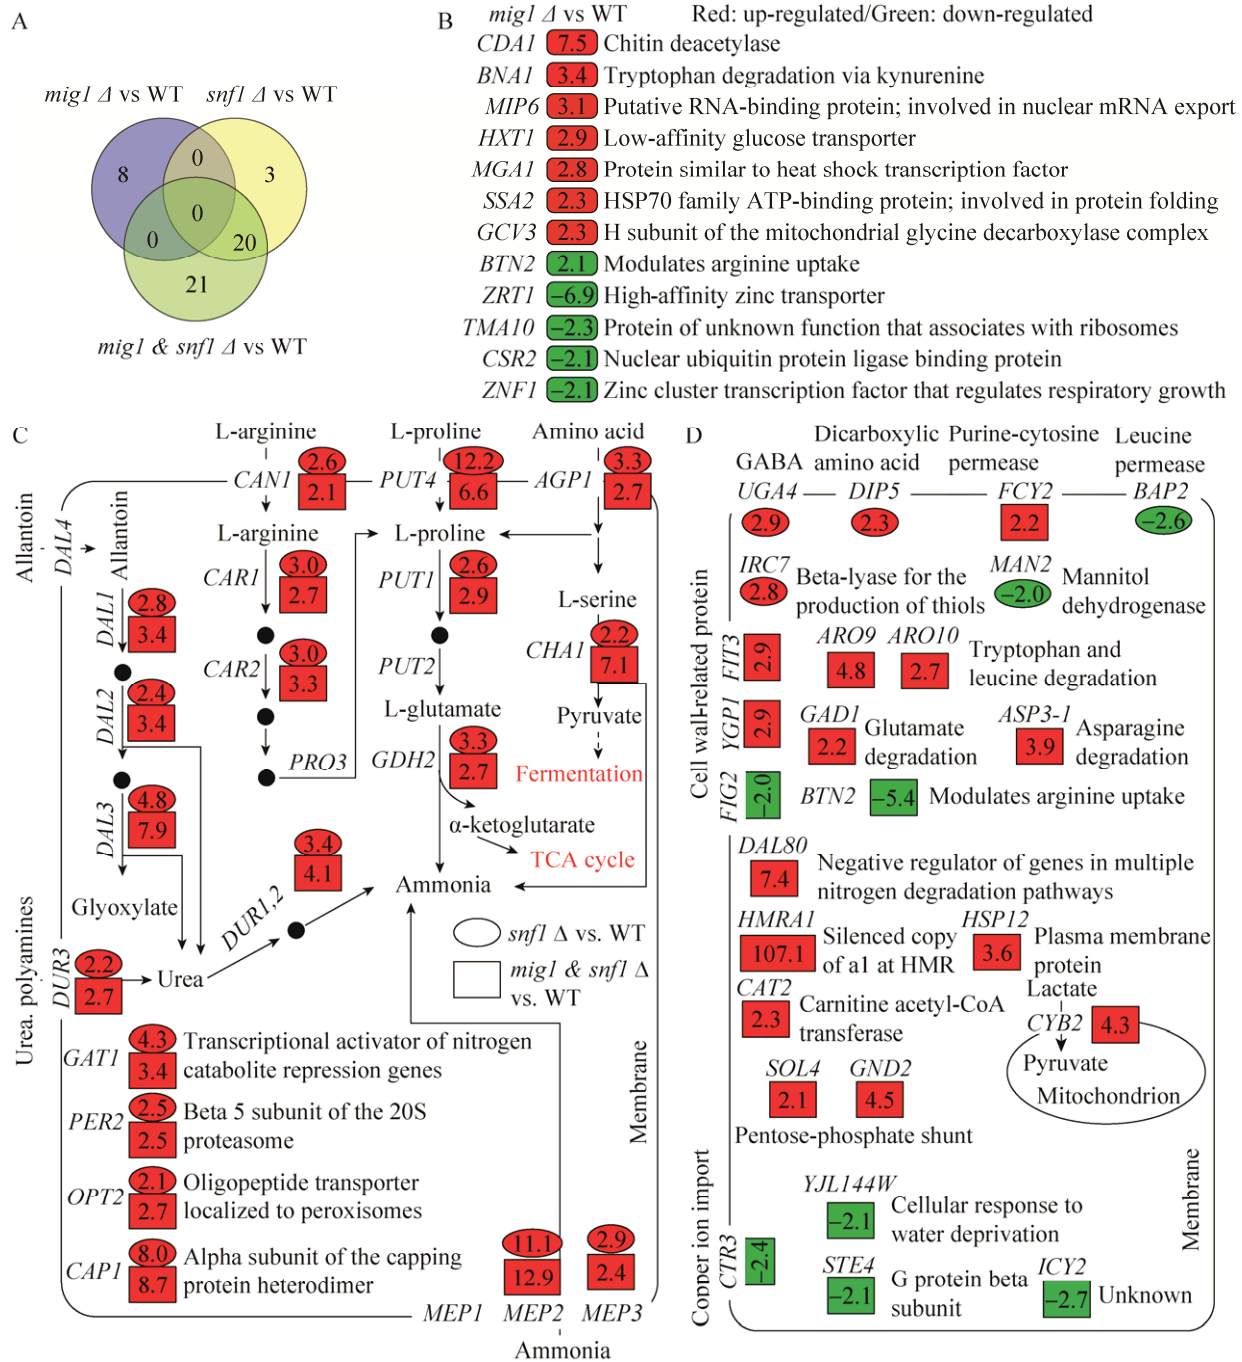 A
mig1 Δ vs WT
snf1 Δ vs WT
8
0
3
0
0
20
21
mig1 & snf1 Δ vs WT
B
mig1 Δ vs WT
Red: up-regulated/Green: down-regulated
CDA1 7.5 Chitin deacetylase
BNA1 3.4 Tryptophan degradation via kynurenine
MIP6 3.1 Putative RNA-binding protein; involved in nuclear mRNA export
HXT1 2.9 Low-affinity glucose transporter
MGA1 2.8 Protein similar to heat shock transcription factor
SSA2 2.3 HSP70 family ATP-binding protein; involved in protein folding
GCV3 2.3 H subunit of the mitochondrial glycine decarboxylase complex
BTN2 2.1 Modulates arginine uptake
ZRT1 −6.9 High-affinity zinc transporter
TMA10 −2.3 Protein of unknown function that associates with ribosomes
CSR2 −2.1 Nuclear ubiquitin protein ligase binding protein
ZNF1 −2.1 Zinc cluster transcription factor that regulates respiratory growth
C
L-arginine
L-proline
Amino acid
CAN1
2.6
2.1
PUT4
12.2
6.6
AGP1
3.3
2.7
Allantoin
DAL4
Allantoin
L-arginine
L-proline
DAL1
2.8
3.4
CAR1
3.0
2.7
PUT1
2.6
2.9
L-serine
CHA1
2.2
7.1
DAL2
2.4
3.4
CAR2
3.0
3.3
PUT2
L-glutamate
Pyruvate
PRO3
GDH2
3.3
2.7
Fermentation
DAL3
4.8
7.9
α-ketoglutarate
TCA cycle
DUR1,2
3.4
4.1
Ammonia
Glyoxylate
Urea. polyamines
DUR3
2.2
2.7
Urea
snf1 Δ vs. WT
mig1 & snf1 Δ
vs. WT
GAT1
4.3
3.4
Transcriptional activator of nitrogen
catabolite repression genes
PER2
2.5
2.5
Beta 5 subunit of the 20S
proteasome
OPT2
2.1
2.7
Oligopeptide transporter
localized to peroxisomes
CAP1
8.0
8.7
Alpha subunit of the capping
protein heterodimer
Membrane
11.1
12.9
2.9
2.4
MEP1
MEP2
MEP3
Ammonia
D
GABA
Dicarboxylic
amino acid
Purine-cytosine
permease
Leucine
permease
UGA4
DIP5
FCY2
BAP2
2.9
2.3
2.2
−2.6
IRC7
2.8
Beta-lyase for the
production of thiols
MAN2
−2.0
Mannitol
dehydrogenase
Cell wall-related protein
FIT3
2.9
ARO9
4.8
ARO10
2.7
Tryptophan and
leucine degradation
YGP1
2.9
GAD1
2.2
Glutamate
degradation
ASP3-1
3.9
Asparagine
degradation
FIG2
−2.0
BTN2
−5.4
Modulates arginine uptake
DAL80
7.4
Negative regulator of genes in multiple
nitrogen degradation pathways
HMRA1
107.1
Silenced copy
of a1 at HMR
HSP12
3.6
Plasma membrane
protein
CAT2
2.3
Carnitine acetyl-CoA
transferase
Lactate
CYB2
4.3
Pyruvate
Mitochondrion
SOL4
2.1
GND2
4.5
Pentose-phosphate shunt
Copper ion import
CTR3
−2.4
YJL144W
−2.1
Cellular response to
water deprivation
STE4
−2.1
G protein beta
subunit
ICY2
−2.7
Unknown
Membrane